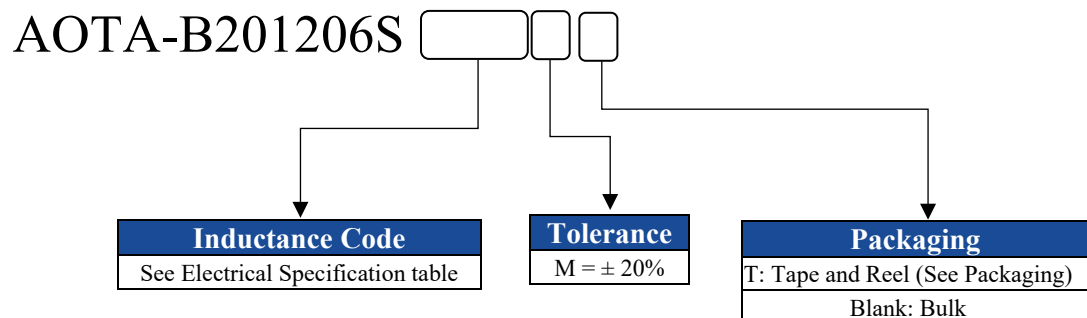 AOTA-B201206S
Inductance Code
See Electrical Specification table
Tolerance
M = ± 20%
Packaging
T: Tape and Reel (See Packaging)
Blank: Bulk